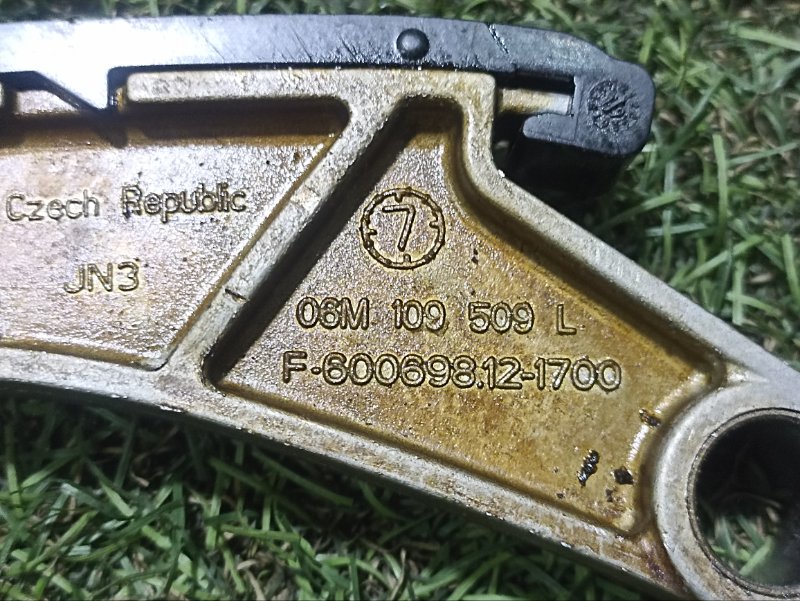 Czech Republic
JN3
7
06M 109 509 L
F-600698.12-1700